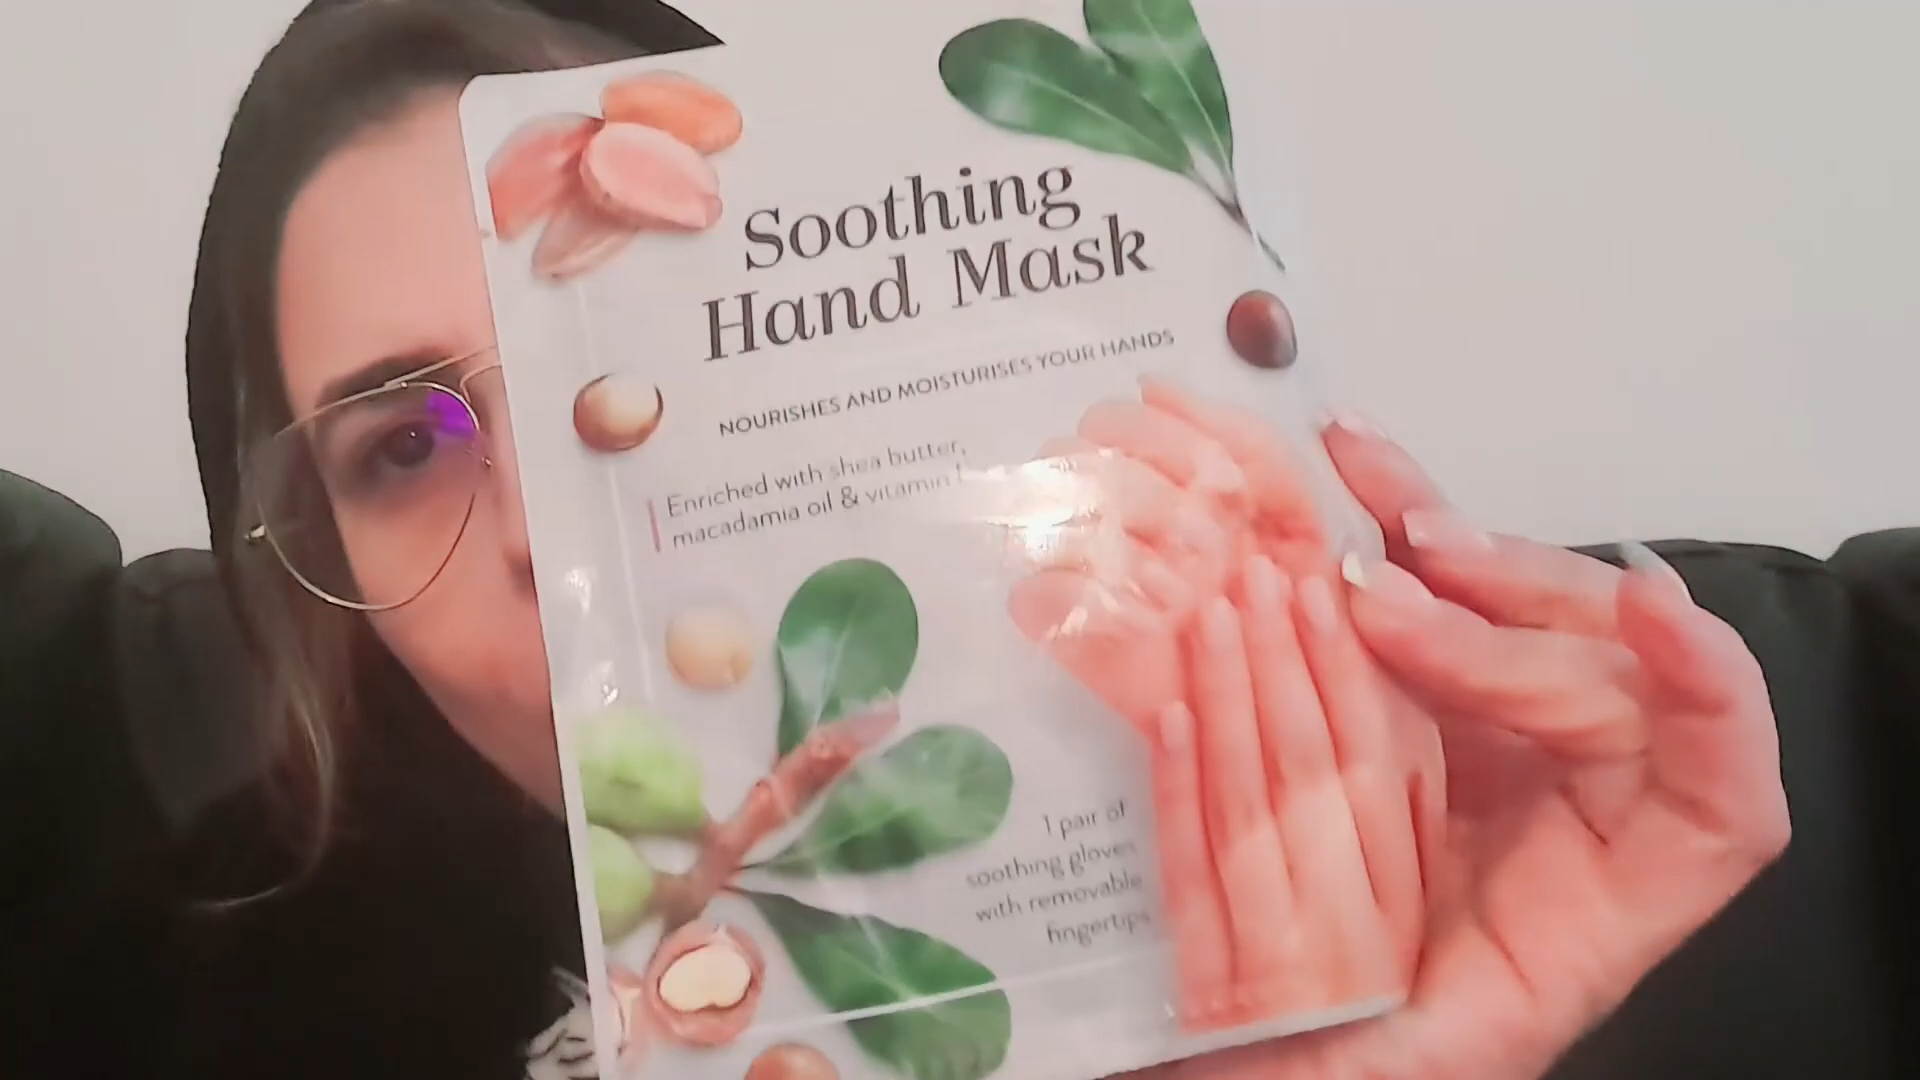 Soothing
Hand Mask
NOURISHES AND MOISTURISES YOUR HANDS
Enriched with shea butter,
macadamia oil & vitamin
1 pair of
soothing gloves
with removable
fingertips